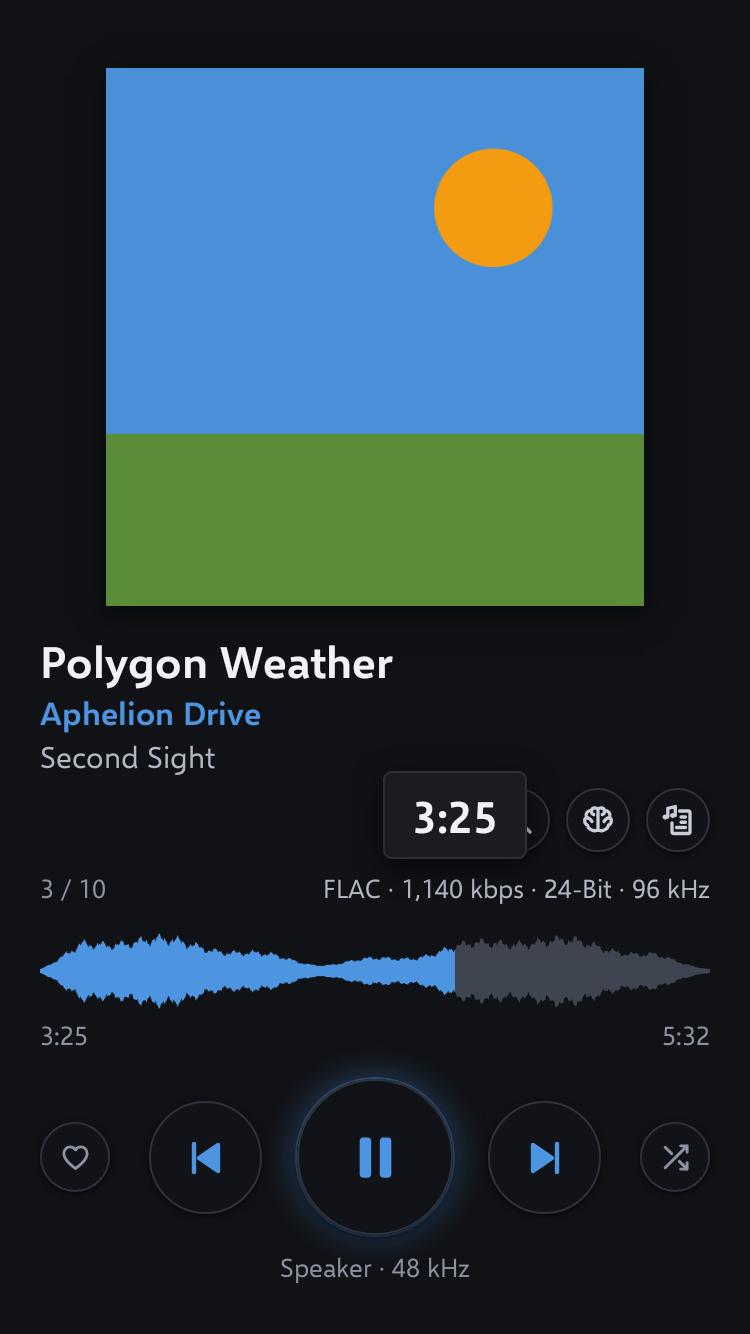 Polygon Weather
Aphelion Drive
Second Sight
3:25
3 / 10
FLAC · 1,140 kbps · 24-Bit · 96 kHz
3:25
5:32
Speaker · 48 kHz